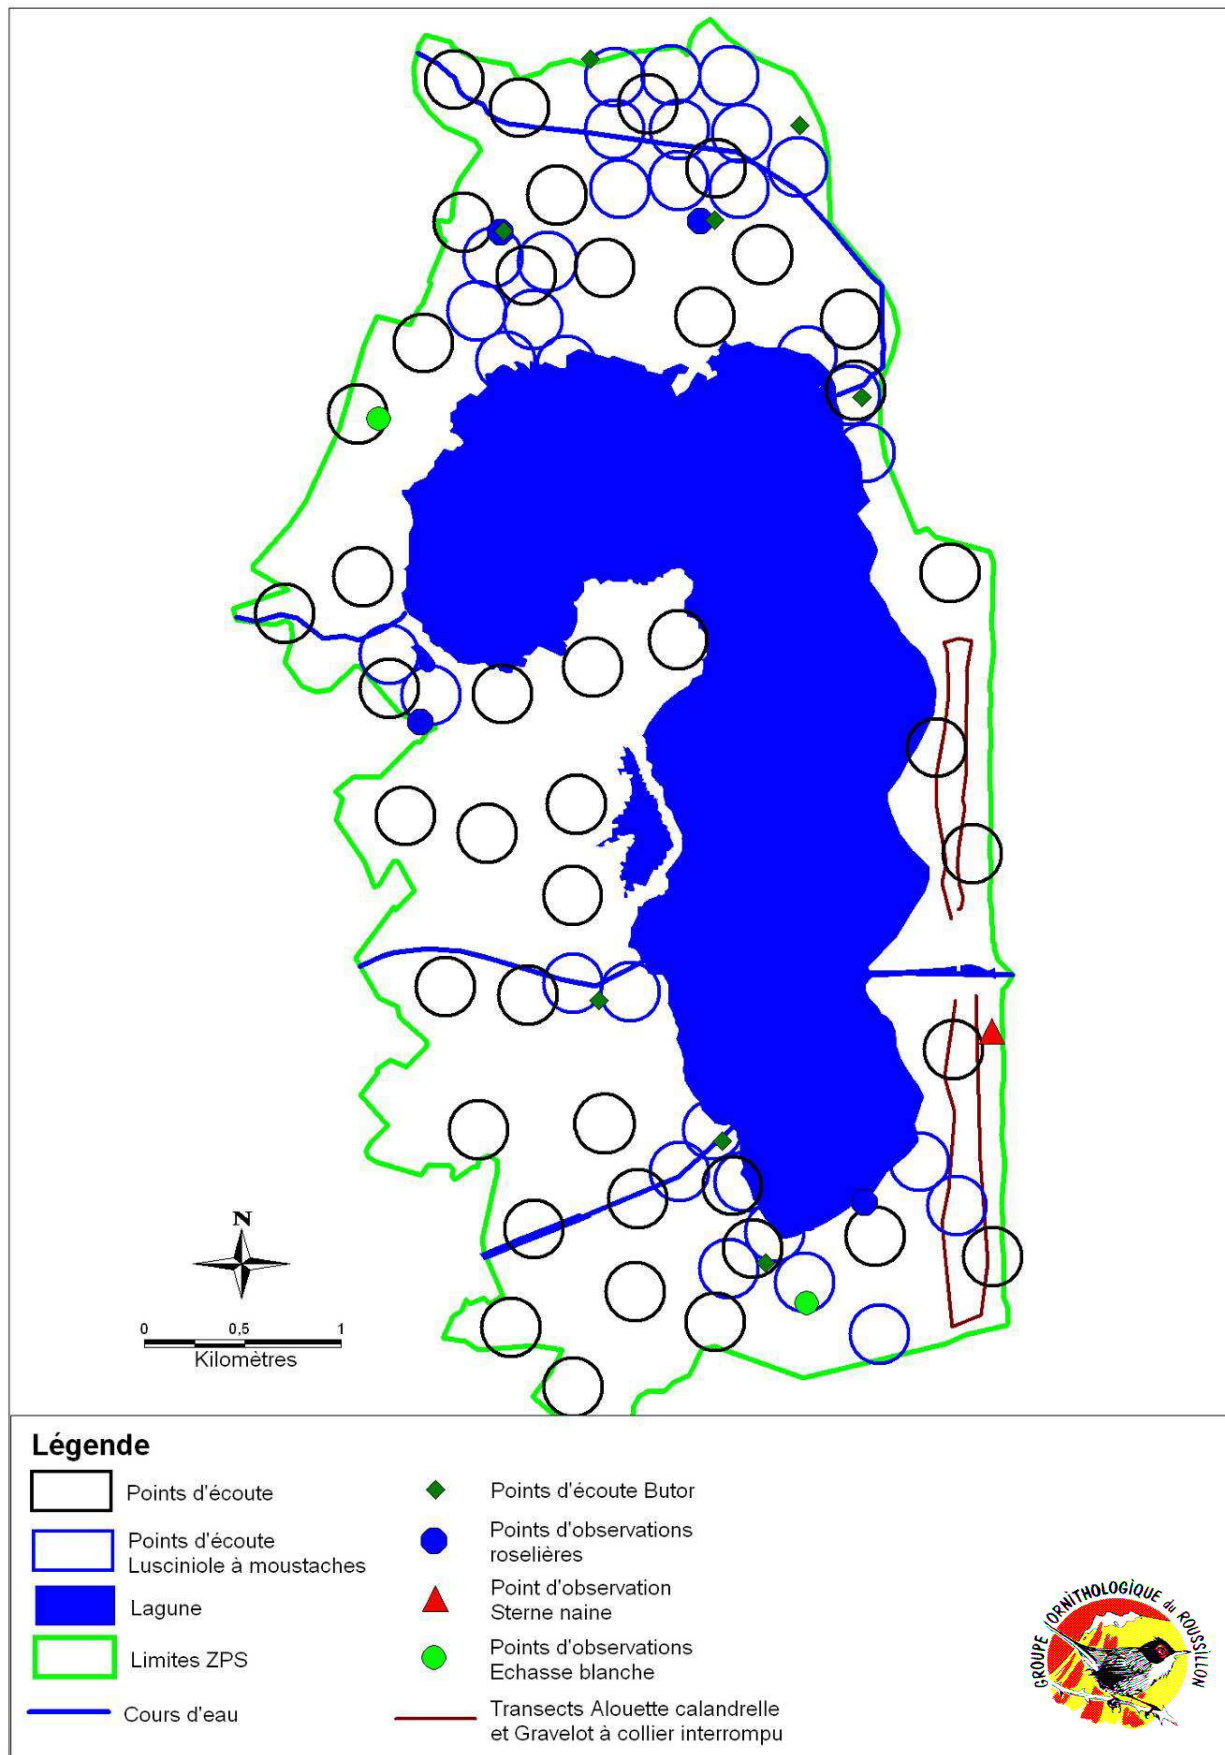 N
0 0,5 1
Kilomètres
Légende
Points d'écoute
Points d'écoute
Lusciniole à moustaches
Lagune
Limites ZPS
Cours d'eau
Points d'écoute Butor
Points d'observations
roselières
Point d'observation
Sterne naine
Points d'observations
Echasse blanche
Transects Alouette calandrelle
et Gravelot à collier interrompu
GROUPE ORNITHOLOGIQUE du ROUSSILLON